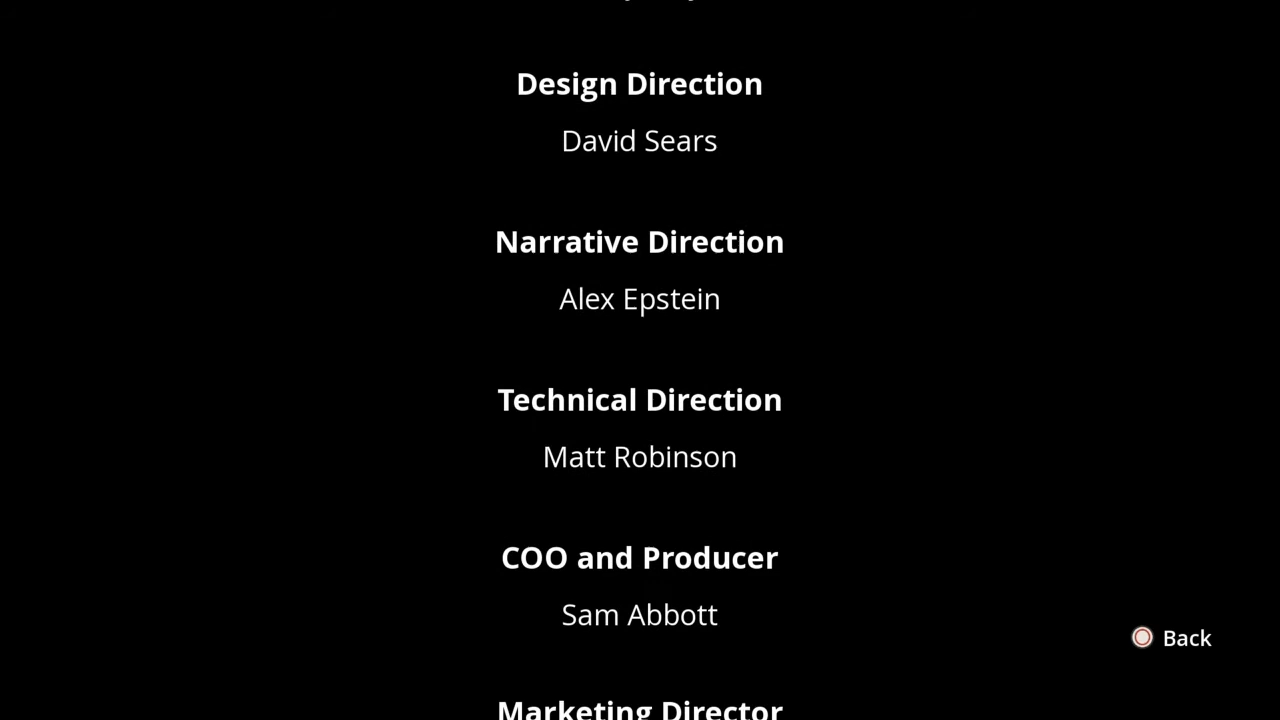 Design Direction
David Sears
Narrative Direction
Alex Epstein
Technical Direction
Matt Robinson
COO and Producer
Sam Abbott
Back
Marketing Director